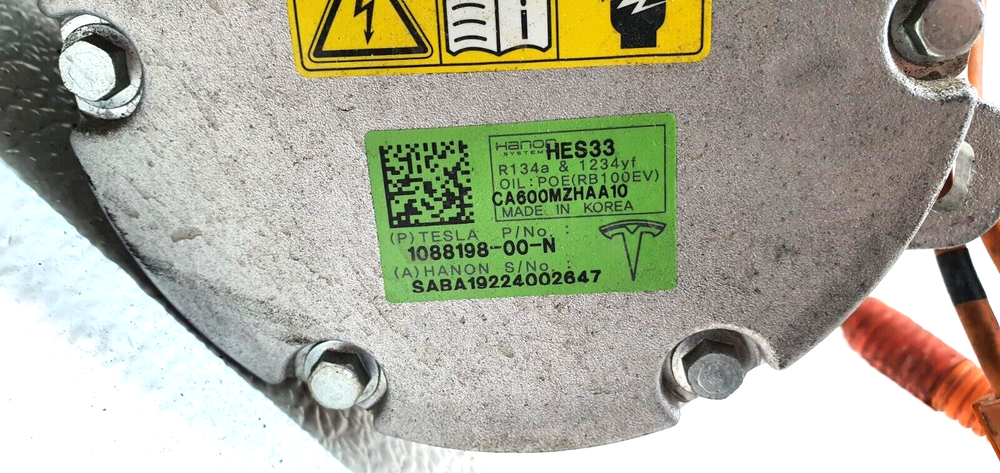 Hanon
SYSTEMS
HES33
R134a & 1234yf
OIL:POE(RB100EV)
CA600MZHAA10
MADE IN KOREA
(P)TESLA P/No.:
1088198-00-N
(A)HANON S/No.:
SABA19224002647